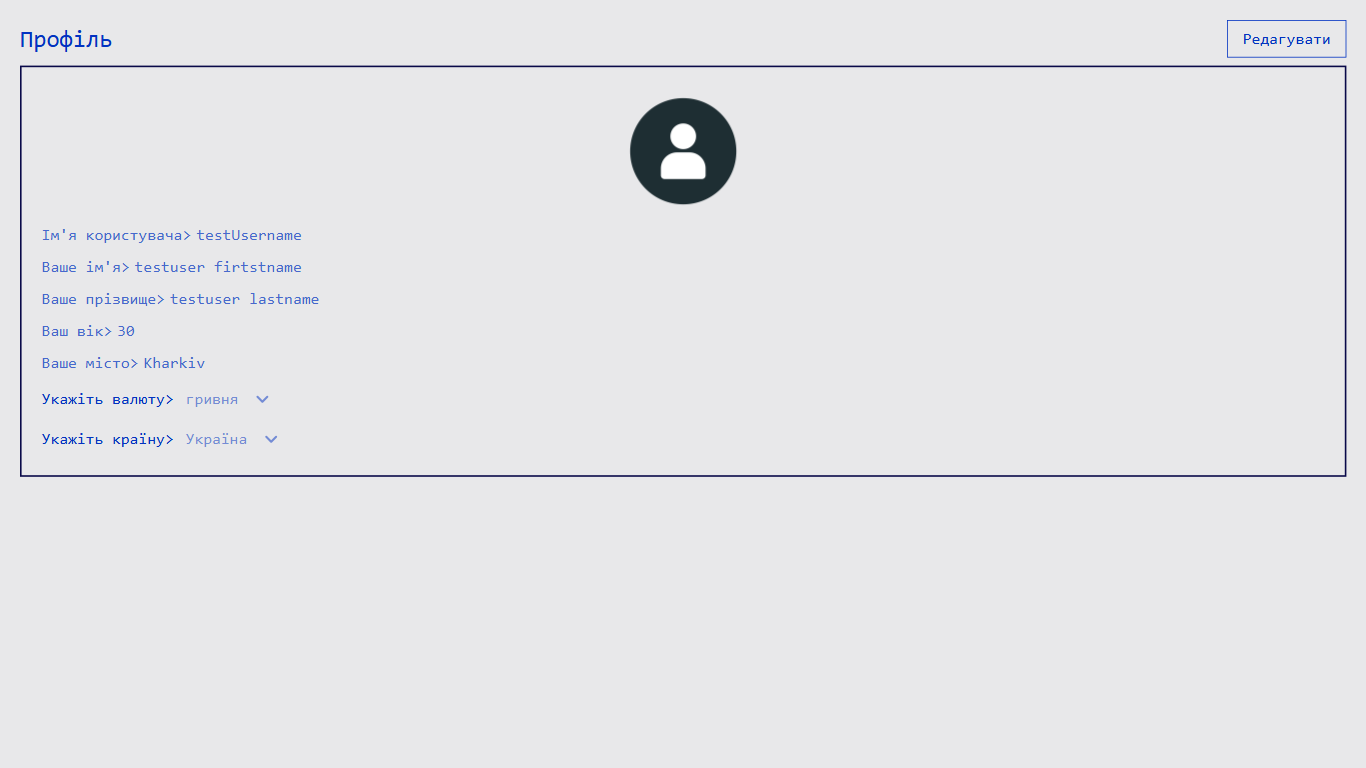 Профіль
Редагувати
Ім'я користувача> testUsername
Ваше ім'я> testuser firtstname
Ваше прізвище> testuser lastname
Ваш вік> 30
Ваше місто> Kharkiv
Укажіть валюту> гривня
Укажіть країну> Україна